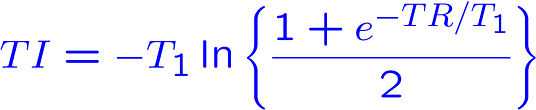 TI = −T₁ ln { (1 + e^{−TR/T₁}) / 2 }